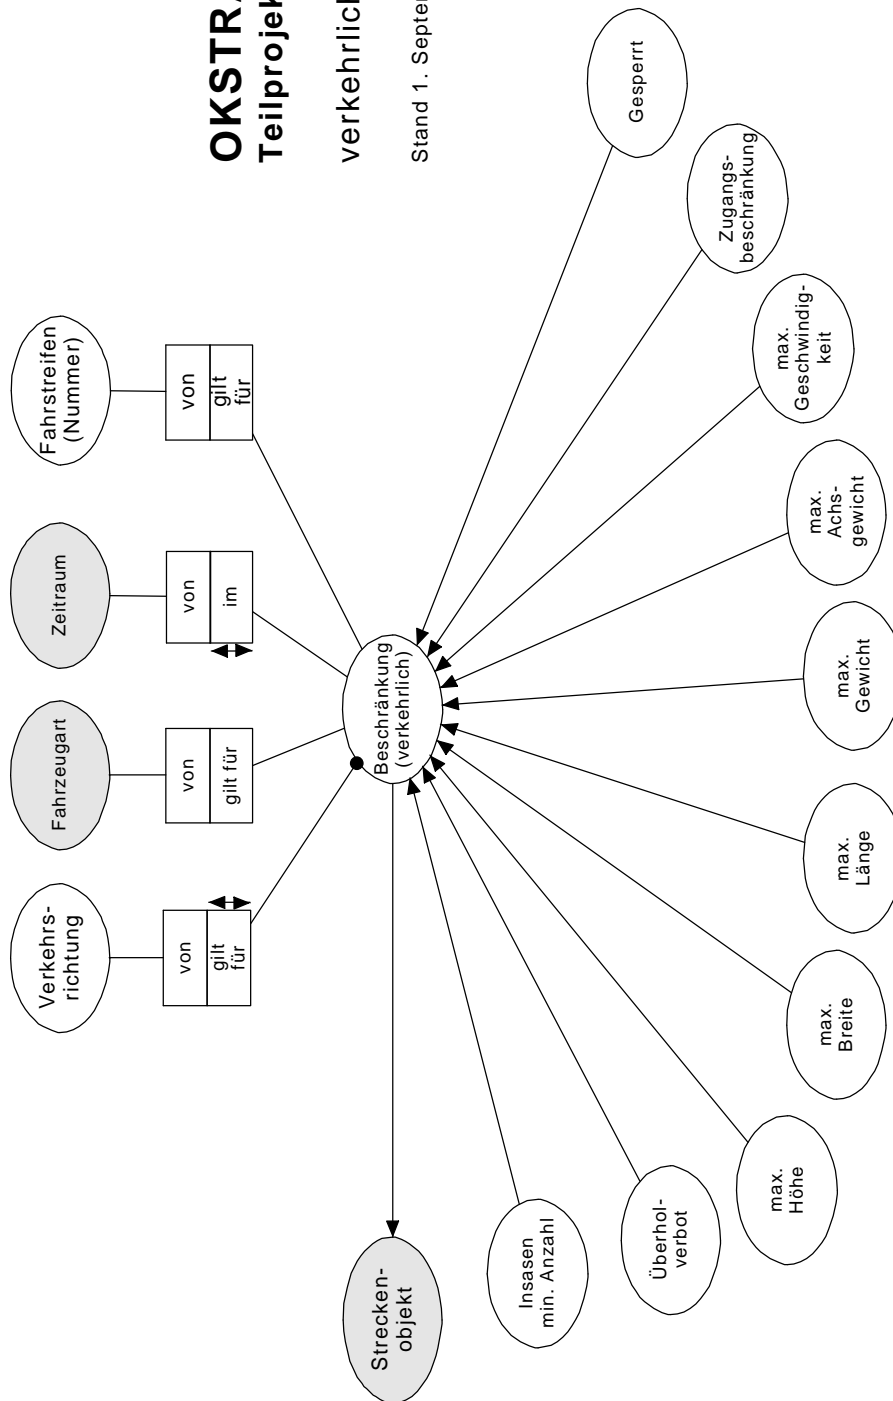 OKSTRA
Teilprojek
verkehrlich
Stand 1. Septem
Verkehrs-
richtung
Fahrzeugart
Zeitraum
Fahrstreifen
(Nummer)
von
gilt
für
von
gilt für
von
im
von
gilt
für
Strecken-
objekt
Beschränkung
(verkehrlich)
Insasen
min. Anzahl
Überhol-
verbot
max.
Höhe
max.
Breite
max.
Länge
max.
Gewicht
max.
Achs-
gewicht
max.
Geschwindig-
keit
Zugangs-
beschränkung
Gesperrt